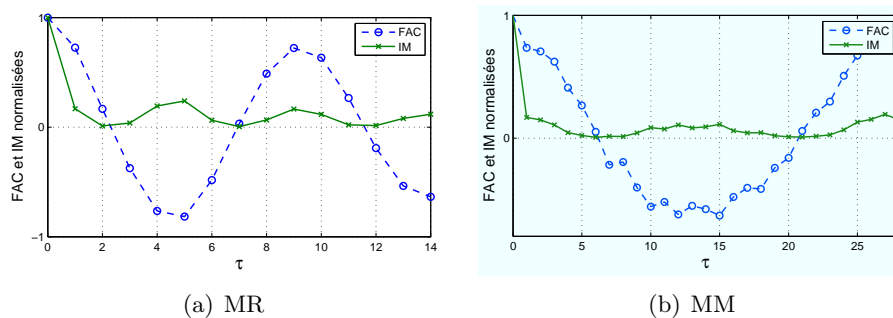 FAC et IM normalisées
1
0
−1
0 2 4 6 8 10 12 14
τ
FAC
IM
(a) MR
FAC et IM normalisées
1
0
0 5 10 15 20 25
τ
FAC
IM
(b) MM